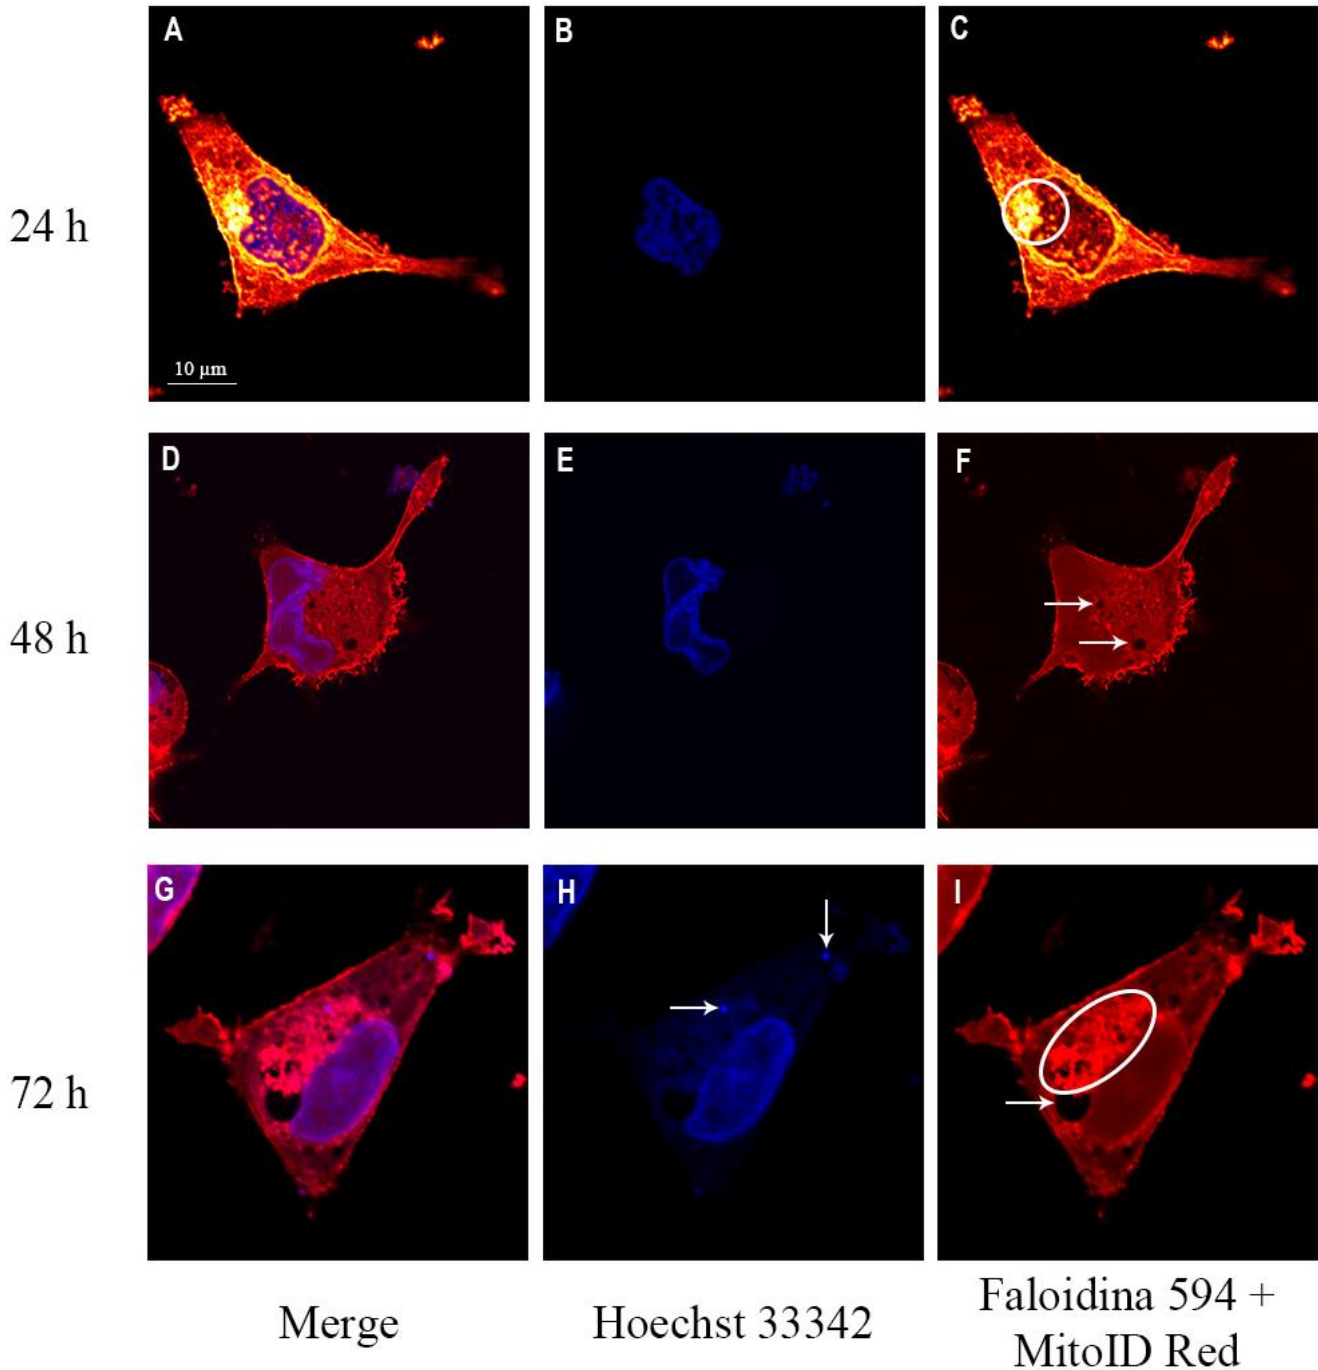 A
B
C
24 h
10 µm
D
E
F
48 h
G
H
I
72 h
Merge
Hoechst 33342
Faloidina 594 +
MitoID Red